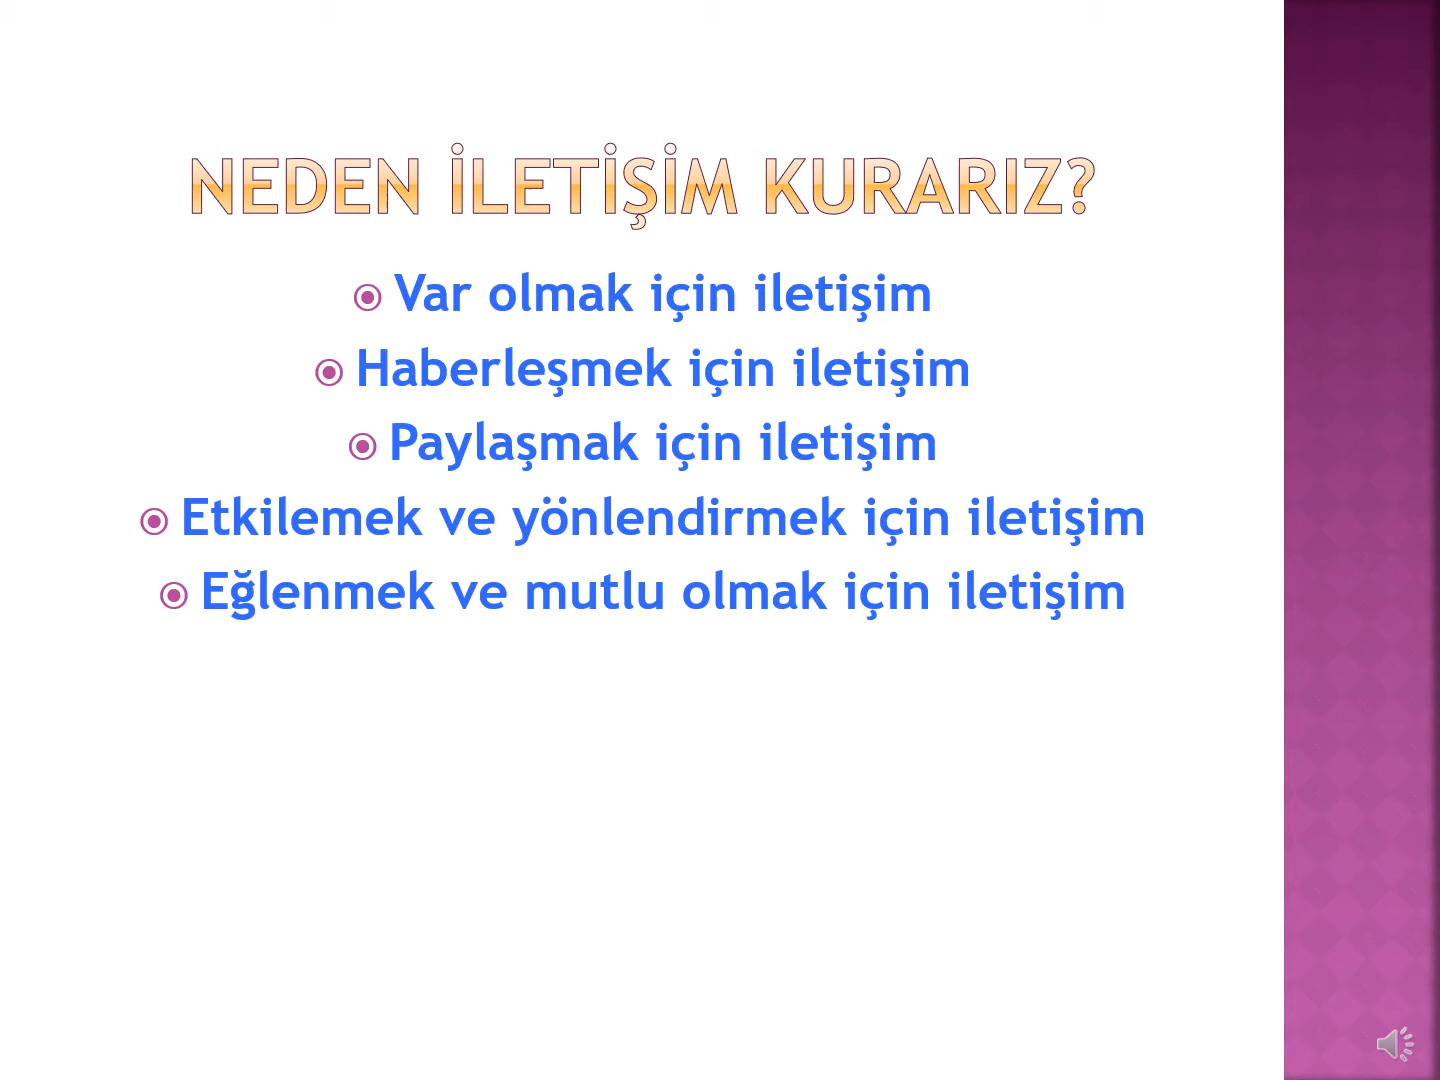 NEDEN İLETİŞİM KURARIZ?
Var olmak için iletişim
Haberleşmek için iletişim
Paylaşmak için iletişim
Etkilemek ve yönlendirmek için iletişim
Eğlenmek ve mutlu olmak için iletişim